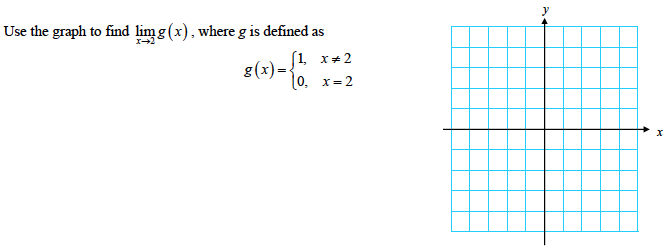 y
Use the graph to find lim g(x), where g is defined as
x→2
g(x) = {1, x ≠ 2
{0, x = 2
x